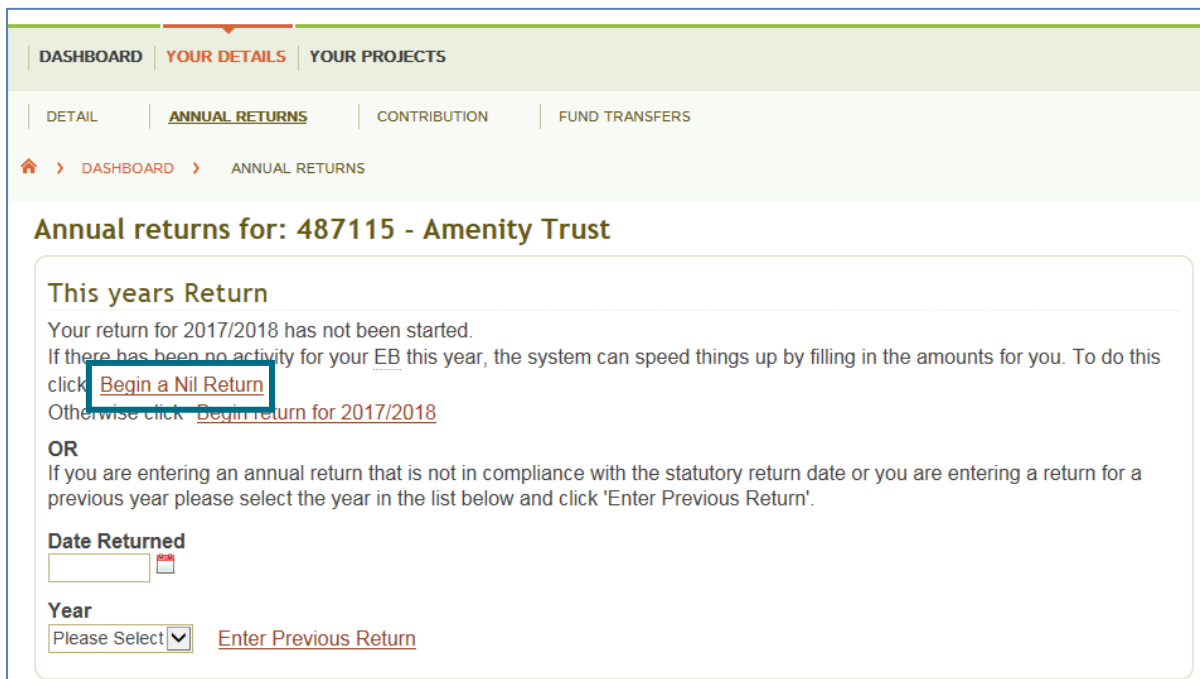 DASHBOARD YOUR DETAILS YOUR PROJECTS
DETAIL ANNUAL RETURNS CONTRIBUTION FUND TRANSFERS
> DASHBOARD > ANNUAL RETURNS
Annual returns for: 487115 - Amenity Trust
This years Return
Your return for 2017/2018 has not been started.
If there has been no activity for your EB this year, the system can speed things up by filling in the amounts for you. To do this
click Begin a Nil Return
Otherwise click Begin return for 2017/2018
OR
If you are entering an annual return that is not in compliance with the statutory return date or you are entering a return for a
previous year please select the year in the list below and click 'Enter Previous Return'.
Date Returned
Year
Please Select Enter Previous Return